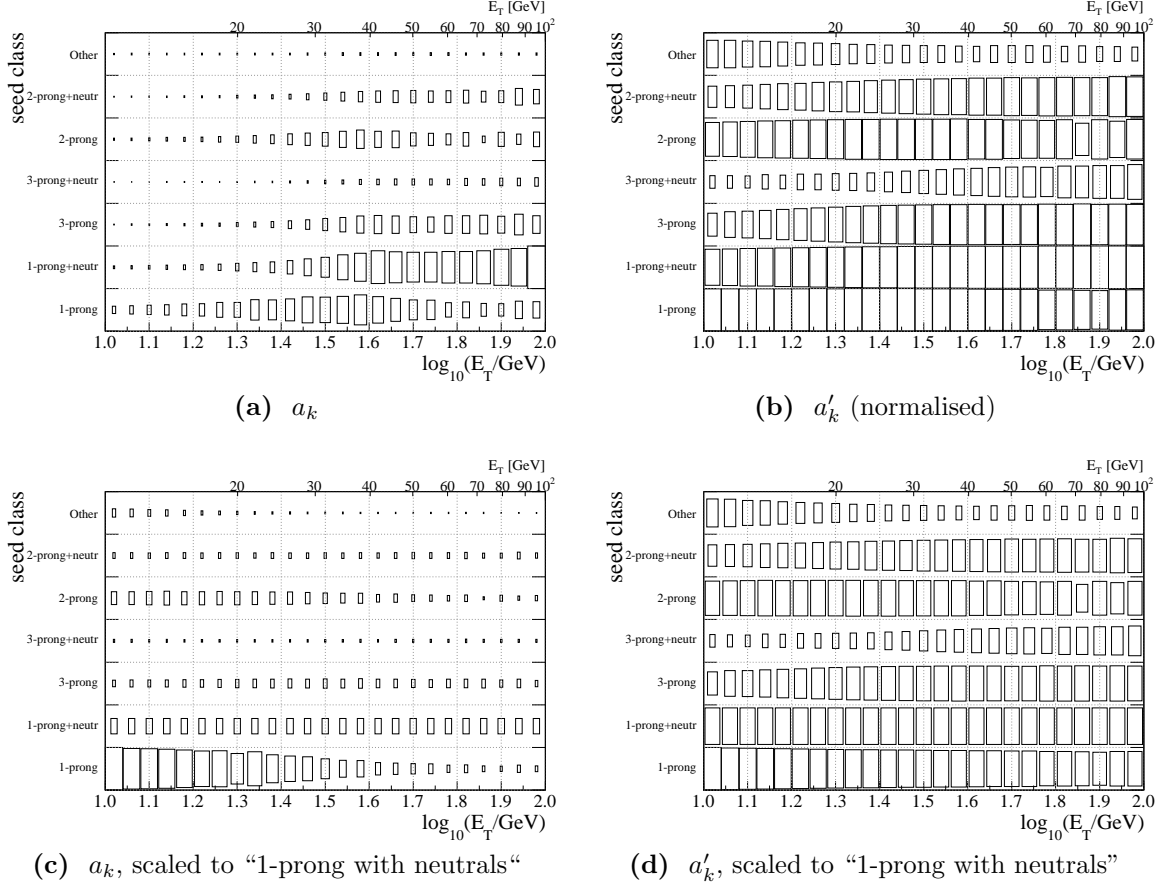 E_T [GeV]
20 30 40 50 60 70 80 90 10²
seed class
Other
2-prong+neutr
2-prong
3-prong+neutr
3-prong
1-prong+neutr
1-prong
1.0 1.1 1.2 1.3 1.4 1.5 1.6 1.7 1.8 1.9 2.0
log₁₀(E_T/GeV)
(a) a_k
E_T [GeV]
20 30 40 50 60 70 80 90 10²
seed class
Other
2-prong+neutr
2-prong
3-prong+neutr
3-prong
1-prong+neutr
1-prong
1.0 1.1 1.2 1.3 1.4 1.5 1.6 1.7 1.8 1.9 2.0
log₁₀(E_T/GeV)
(b) a′_k (normalised)
E_T [GeV]
20 30 40 50 60 70 80 90 10²
seed class
Other
2-prong+neutr
2-prong
3-prong+neutr
3-prong
1-prong+neutr
1-prong
1.0 1.1 1.2 1.3 1.4 1.5 1.6 1.7 1.8 1.9 2.0
log₁₀(E_T/GeV)
(c) a_k, scaled to “1-prong with neutrals“
E_T [GeV]
20 30 40 50 60 70 80 90 10²
seed class
Other
2-prong+neutr
2-prong
3-prong+neutr
3-prong
1-prong+neutr
1-prong
1.0 1.1 1.2 1.3 1.4 1.5 1.6 1.7 1.8 1.9 2.0
log₁₀(E_T/GeV)
(d) a′_k, scaled to “1-prong with neutrals”